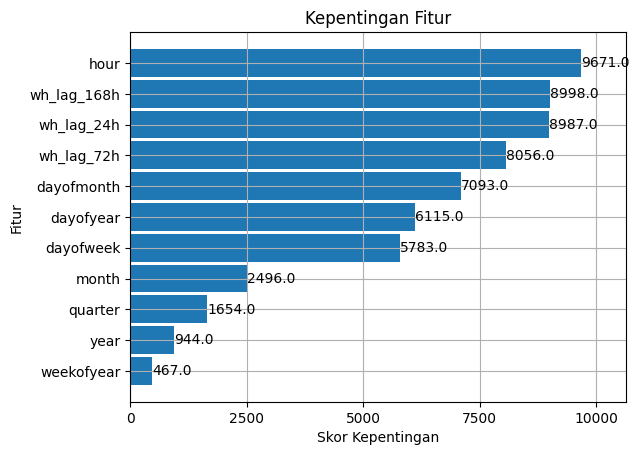 Kepentingan Fitur
Fitur
hour 9671.0
wh_lag_168h 8998.0
wh_lag_24h 8987.0
wh_lag_72h 8056.0
dayofmonth 7093.0
dayofyear 6115.0
dayofweek 5783.0
month 2496.0
quarter 1654.0
year 944.0
weekofyear 467.0
0 2500 5000 7500 10000
Skor Kepentingan